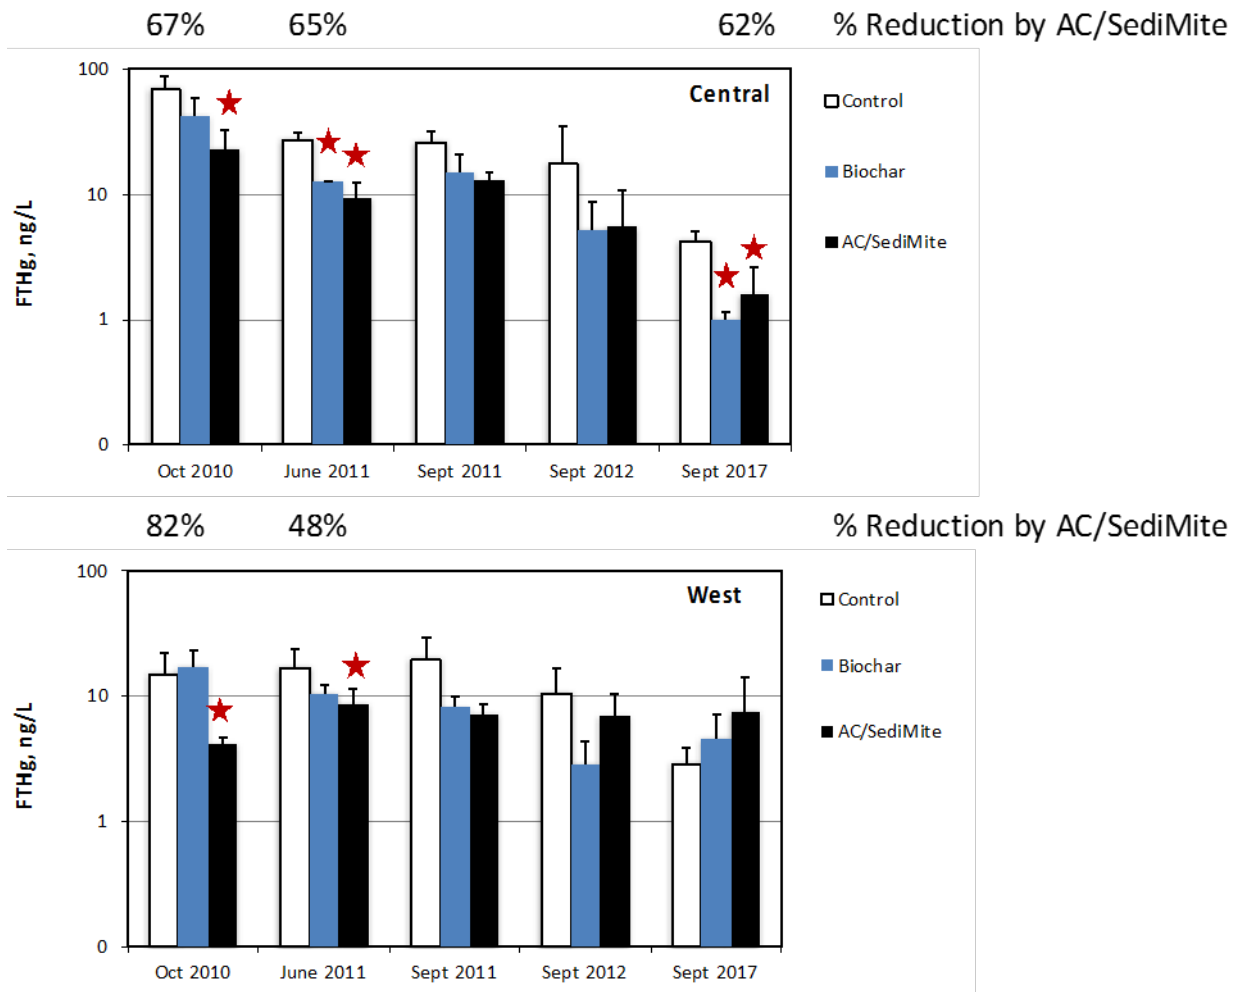 67% 65% 62% % Reduction by AC/SediMite
100
Central
Control
Biochar
10
AC/SediMite
FTHg, ng/L
1
0
Oct 2010 June 2011 Sept 2011 Sept 2012 Sept 2017
82% 48% % Reduction by AC/SediMite
100
West
Control
Biochar
10
AC/SediMite
FTHg, ng/L
1
0
Oct 2010 June 2011 Sept 2011 Sept 2012 Sept 2017